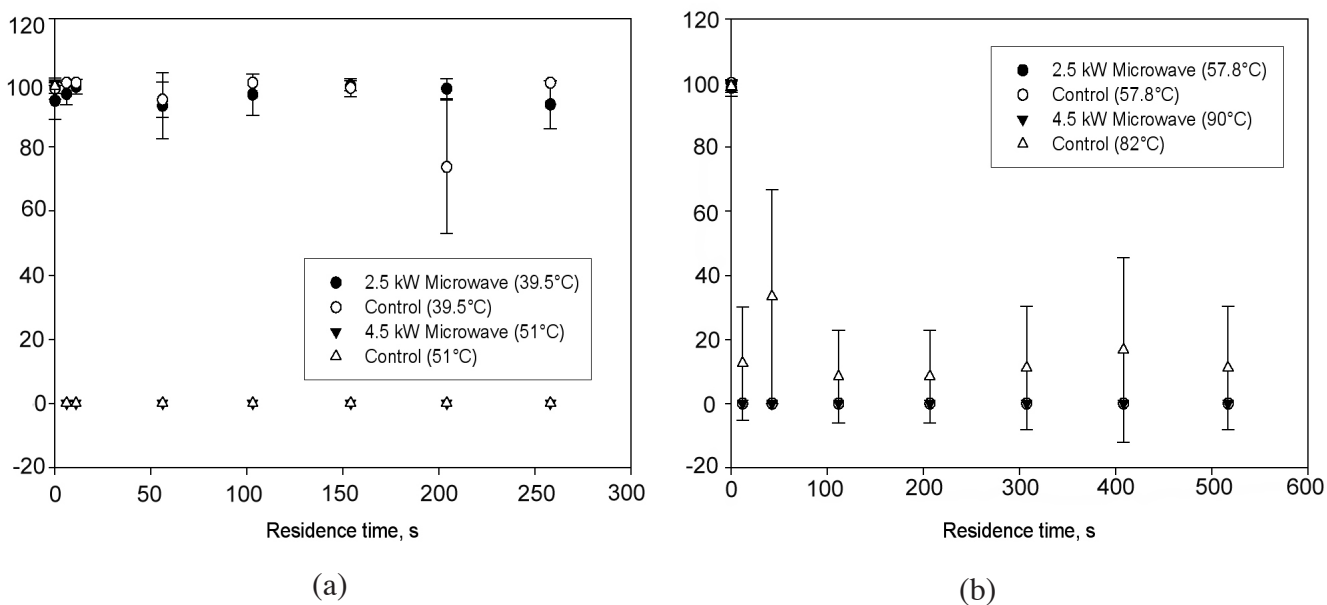 120
100
80
60
40
20
0
-20
0 50 100 150 200 250 300
Residence time, s
2.5 kW Microwave (39.5°C)
Control (39.5°C)
4.5 kW Microwave (51°C)
Control (51°C)
(a)
120
100
80
60
40
20
0
-20
0 100 200 300 400 500 600
Residence time, s
2.5 kW Microwave (57.8°C)
Control (57.8°C)
4.5 kW Microwave (90°C)
Control (82°C)
(b)